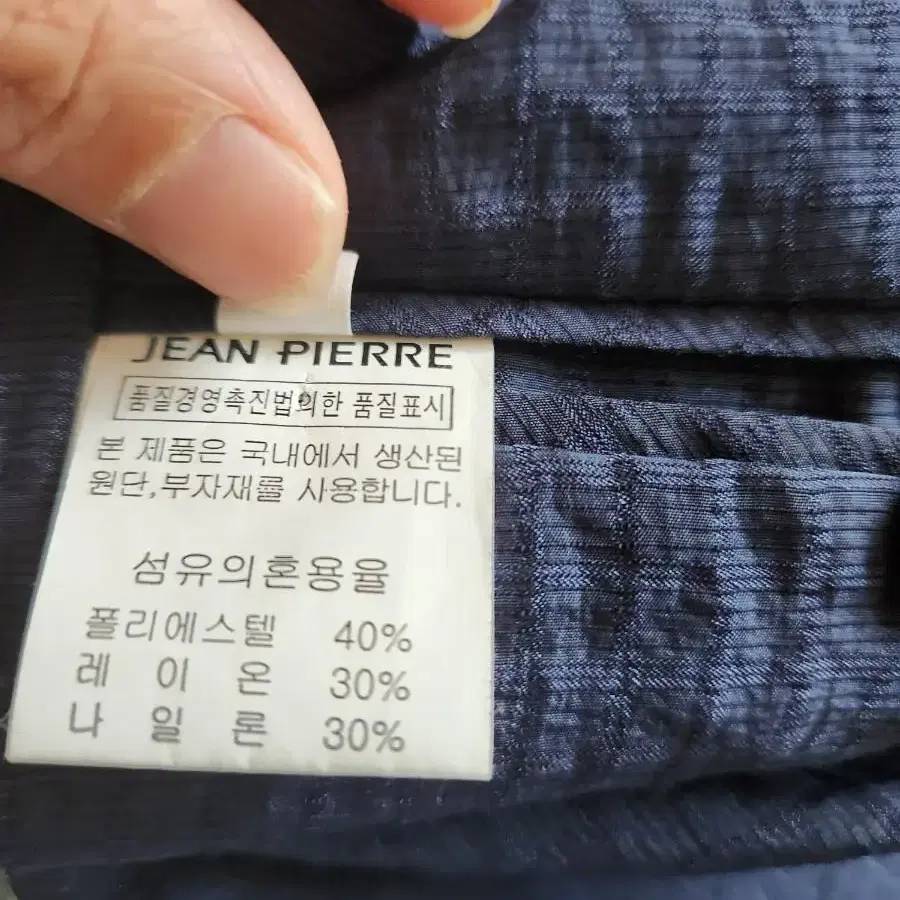 JEAN PIERRE
품질경영촉진법의한 품질표시
본 제품은 국내에서 생산된
원단,부자재를 사용합니다.
섬유의혼용율
폴리에스텔 40%
레 이 온 30%
나 일 론 30%